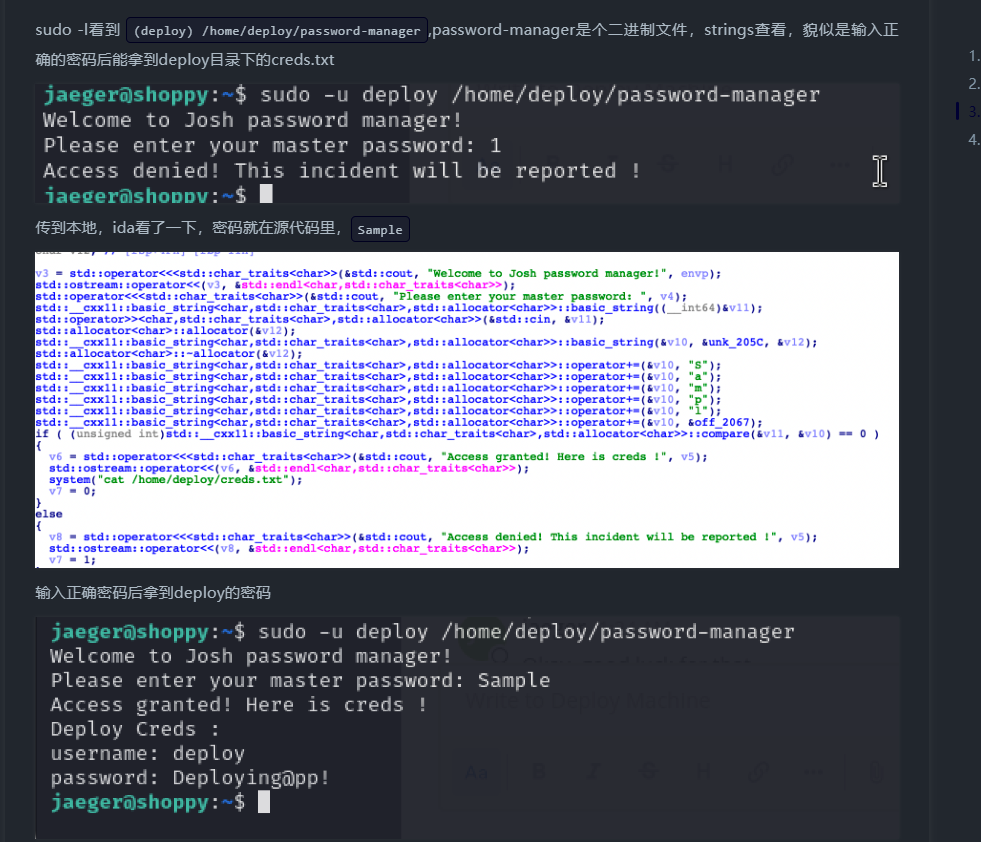 sudo -l看到 (deploy) /home/deploy/password-manager ,password-manager是个二进制文件，strings查看，貌似是输入正
确的密码后能拿到deploy目录下的creds.txt
jaeger@shoppy:~$ sudo -u deploy /home/deploy/password-manager
Welcome to Josh password manager!
Please enter your master password: 1
Access denied! This incident will be reported !
jaeger@shoppy:~$
传到本地，ida看了一下，密码就在源代码里， Sample
v3 = std::operator<<<std::char_traits<char>>(&std::cout, "Welcome to Josh password manager!", envp);
std::ostream::operator<<(v3, &std::endl<char,std::char_traits<char>>);
std::operator<<<std::char_traits<char>>(&std::cout, "Please enter your master password: ", v4);
std::__cxx11::basic_string<char,std::char_traits<char>,std::allocator<char>>::basic_string((__int64)&v11);
std::operator>><char,std::char_traits<char>,std::allocator<char>>(&std::cin, &v11);
std::allocator<char>::allocator(&v12);
std::__cxx11::basic_string<char,std::char_traits<char>,std::allocator<char>>::basic_string(&v10, &unk_205C, &v12);
std::allocator<char>::~allocator(&v12);
std::__cxx11::basic_string<char,std::char_traits<char>,std::allocator<char>>::operator+=(&v10, "S");
std::__cxx11::basic_string<char,std::char_traits<char>,std::allocator<char>>::operator+=(&v10, "a");
std::__cxx11::basic_string<char,std::char_traits<char>,std::allocator<char>>::operator+=(&v10, "m");
std::__cxx11::basic_string<char,std::char_traits<char>,std::allocator<char>>::operator+=(&v10, "p");
std::__cxx11::basic_string<char,std::char_traits<char>,std::allocator<char>>::operator+=(&v10, "l");
std::__cxx11::basic_string<char,std::char_traits<char>,std::allocator<char>>::operator+=(&v10, &off_2067);
if ( (unsigned int)std::__cxx11::basic_string<char,std::char_traits<char>,std::allocator<char>>::compare(&v11, &v10) == 0 )
{
v6 = std::operator<<<std::char_traits<char>>(&std::cout, "Access granted! Here is creds !", v5);
std::ostream::operator<<(v6, &std::endl<char,std::char_traits<char>>);
system("cat /home/deploy/creds.txt");
v7 = 0;
}
else
{
v8 = std::operator<<<std::char_traits<char>>(&std::cout, "Access denied! This incident will be reported !", v5);
std::ostream::operator<<(v8, &std::endl<char,std::char_traits<char>>);
v7 = 1;
输入正确密码后拿到deploy的密码
jaeger@shoppy:~$ sudo -u deploy /home/deploy/password-manager
Welcome to Josh password manager!
Please enter your master password: Sample
Access granted! Here is creds !
Deploy Creds :
username: deploy
password: Deploying@pp!
jaeger@shoppy:~$
1.
2.
3.
4.